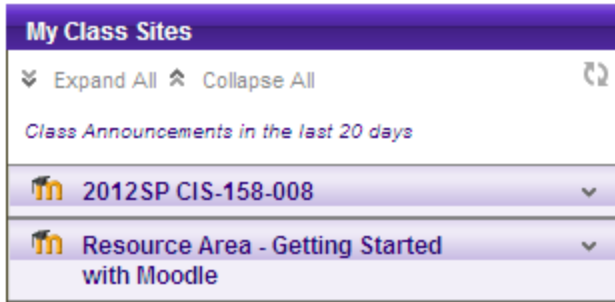 My Class Sites
Expand All Collapse All
Class Announcements in the last 20 days
2012SP CIS-158-008
Resource Area - Getting Started
with Moodle